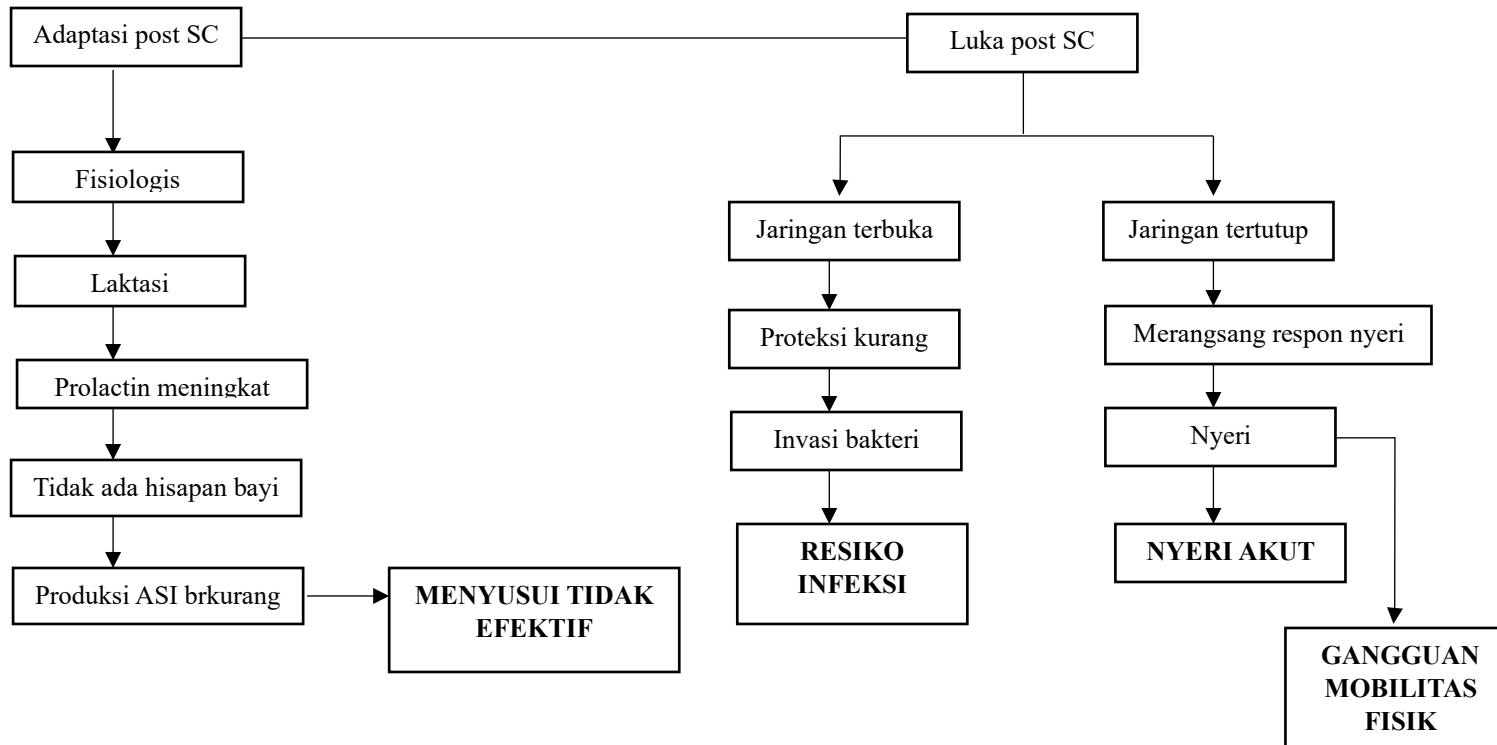 Adaptasi post SC
Luka post SC
Fisiologis
Laktasi
Prolactin meningkat
Tidak ada hisapan bayi
Produksi ASI brkurang
MENYUSUI TIDAK
EFEKTIF
Jaringan terbuka
Proteksi kurang
Invasi bakteri
RESIKO
INFEKSI
Jaringan tertutup
Merangsang respon nyeri
Nyeri
NYERI AKUT
GANGGUAN
MOBILITAS
FISIK